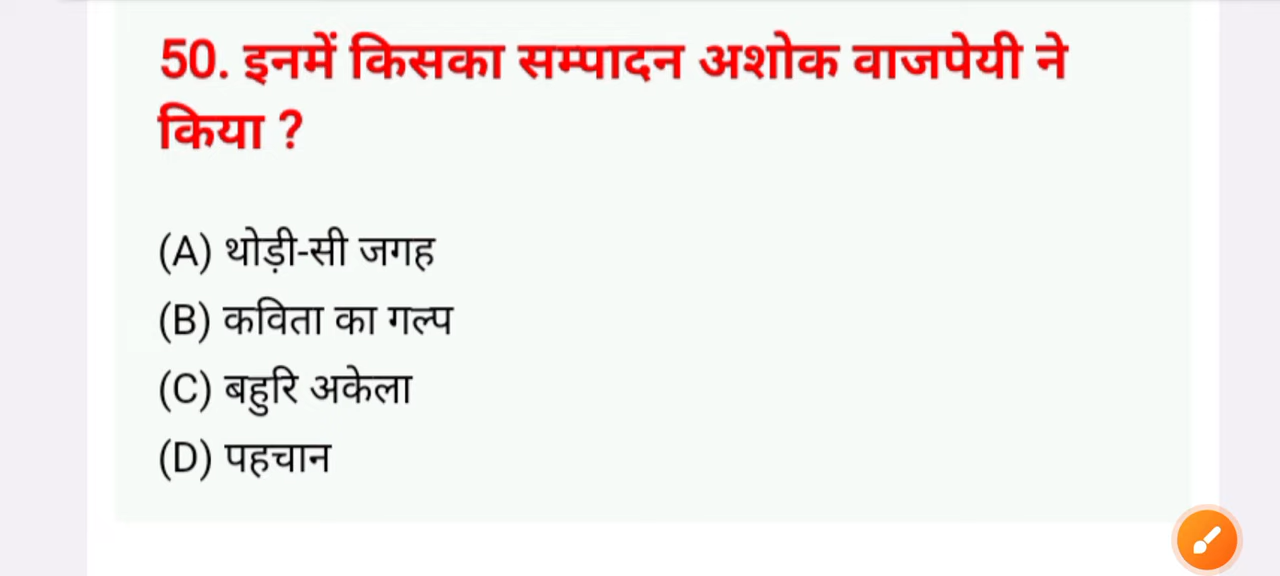 50. इनमें किसका सम्पादन अशोक वाजपेयी ने
किया ?
(A) थोड़ी-सी जगह
(B) कविता का गल्प
(C) बहुरि अकेला
(D) पहचान